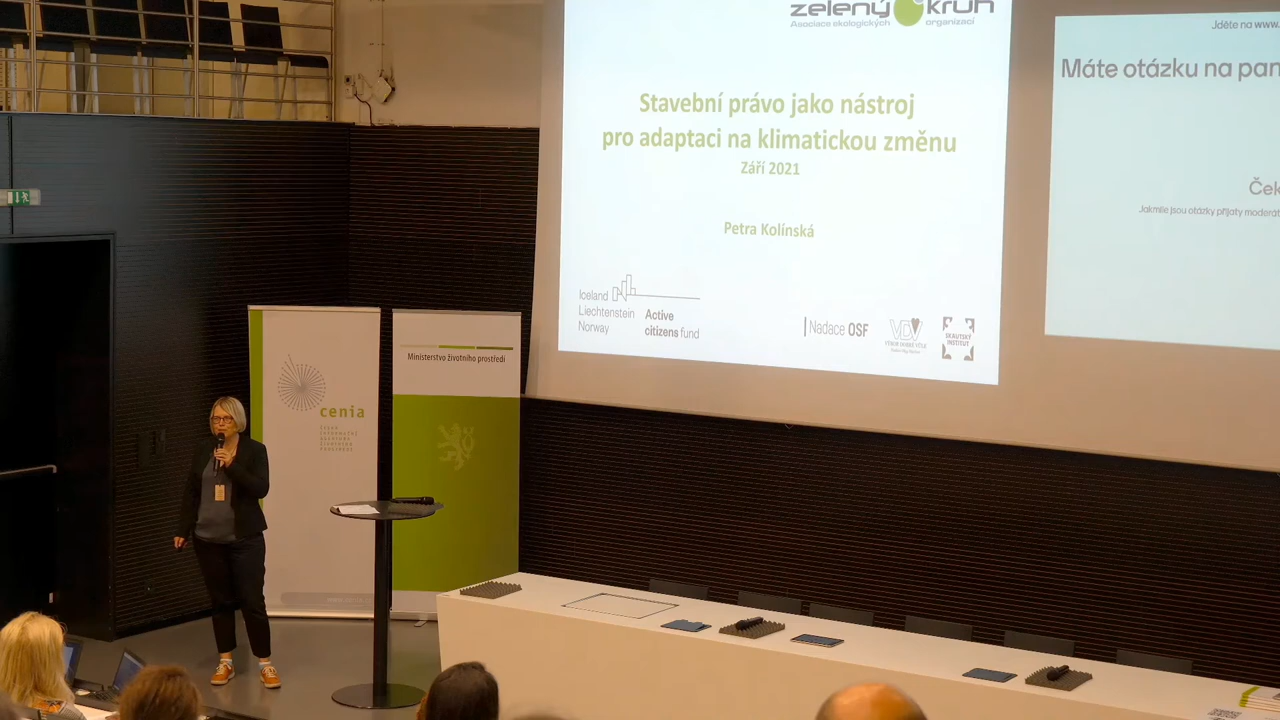 zelený kruh
Asociace ekologických organizací
Stavební právo jako nástroj
pro adaptaci na klimatickou změnu
Září 2021
Petra Kolínská
Iceland
Liechtenstein
Norway
Active
citizens fund
Nadace OSF
SKAUTSKÝ
INSTITUT
Jděte na www.
Máte otázku na pan
Ček
Jakmile jsou otázky přijaty moderát
cenia
Ministerstvo životního prostředí